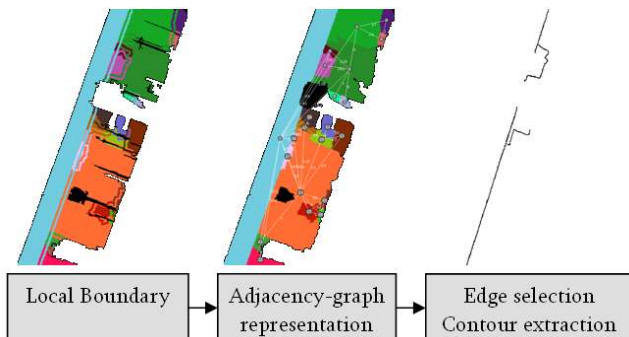 Local Boundary
Adjacency-graph
representation
Edge selection
Contour extraction